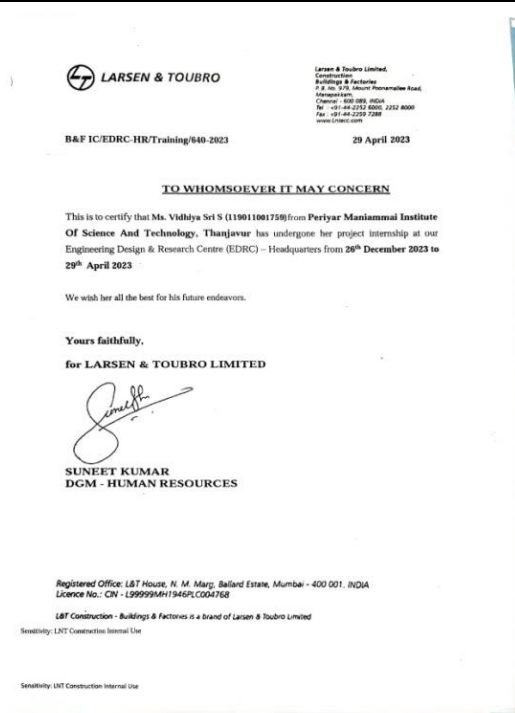 LARSEN & TOUBRO
Larsen & Toubro Limited,
Construction
Buildings & Factories
P. B. No. 979, Mount Poonamallee Road,
Manapakkam,
Chennai - 600 089, INDIA
Tel : +91-44-2252 6000, 2252 8000
Fax : +91-44-2259 7288
www.Lntecc.com
B&F IC/EDRC-HR/Training/640-2023
29 April 2023
TO WHOMSOEVER IT MAY CONCERN
This is to certify that Ms. Vidhiya Sri S (119011001759)from Periyar Maniammai Institute
Of Science And Technology, Thanjavur has undergone her project internship at our
Engineering Design & Research Centre (EDRC) – Headquarters from 26th December 2023 to
29th April 2023
We wish her all the best for his future endeavors.
Yours faithfully,
for LARSEN & TOUBRO LIMITED
SUNEET KUMAR
DGM - HUMAN RESOURCES
Registered Office: L&T House, N. M. Marg, Ballard Estate, Mumbai - 400 001. INDIA
Licence No.: CIN - L99999MH1946PLC004768
L&T Construction - Buildings & Factories is a brand of Larsen & Toubro Limited
Sensitivity: LNT Construction Internal Use
Sensitivity: LNT Construction Internal Use